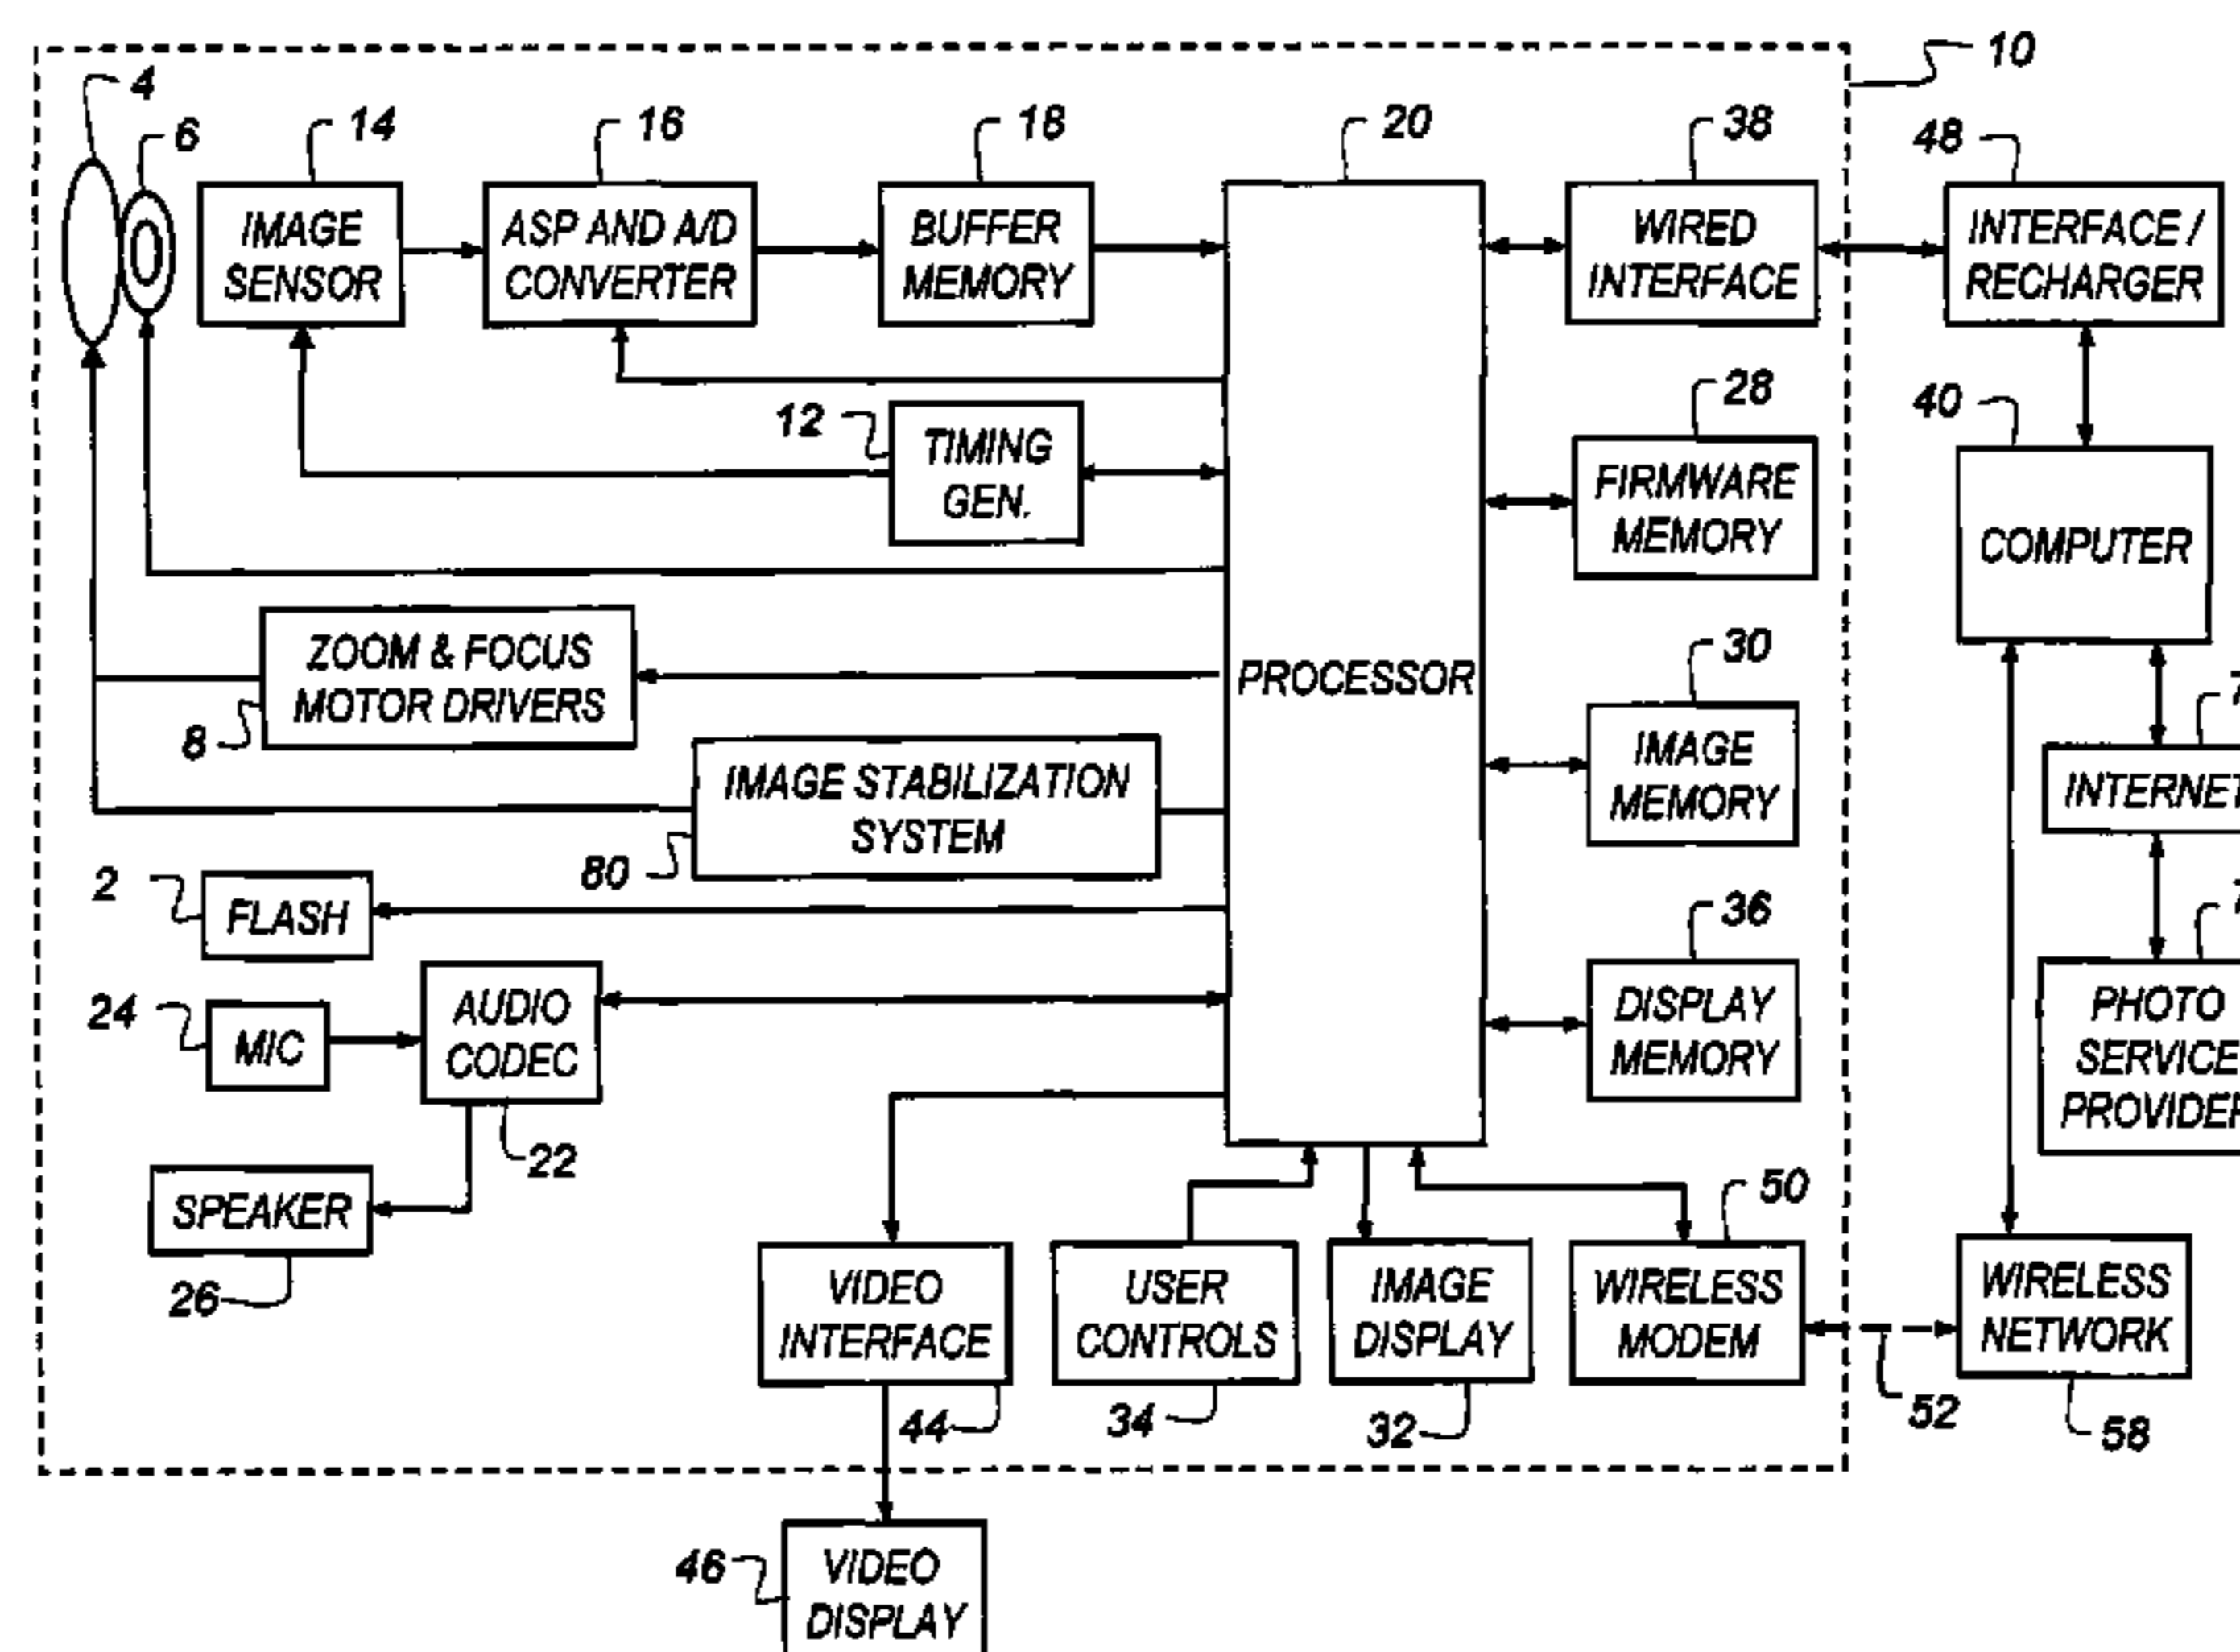 10
4
6
14
16
18
20
38
48
IMAGE
SENSOR
ASP AND A/D
CONVERTER
BUFFER
MEMORY
WIRED
INTERFACE
INTERFACE /
RECHARGER
12
TIMING
GEN.
28
FIRMWARE
MEMORY
40
COMPUTER
ZOOM & FOCUS
MOTOR DRIVERS
8
PROCESSOR
30
IMAGE
MEMORY
7
INTERNET
IMAGE STABILIZATION
SYSTEM
80
2
FLASH
36
DISPLAY
MEMORY
7
PHOTO
SERVICE
PROVIDER
24
MIC
AUDIO
CODEC
22
SPEAKER
26
50
VIDEO
INTERFACE
44
USER
CONTROLS
34
IMAGE
DISPLAY
32
WIRELESS
MODEM
52
WIRELESS
NETWORK
58
46
VIDEO
DISPLAY